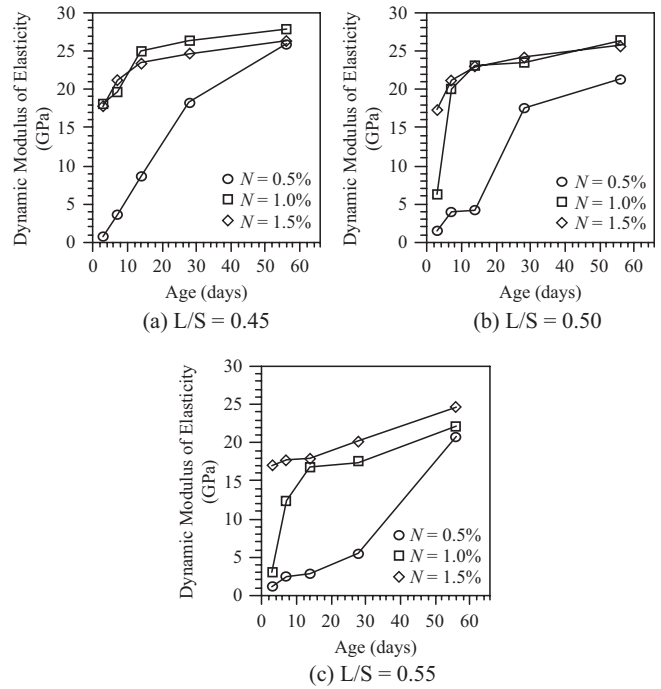 30
25
20
15
10
5
0
0 10 20 30 40 50 60
Dynamic Modulus of Elasticity
(GPa)
N = 0.5%
N = 1.0%
N = 1.5%
Age (days)
(a) L/S = 0.45
30
25
20
15
10
5
0
0 10 20 30 40 50 60
Dynamic Modulus of Elasticity
(GPa)
N = 0.5%
N = 1.0%
N = 1.5%
Age (days)
(b) L/S = 0.50
30
25
20
15
10
5
0
0 10 20 30 40 50 60
Dynamic Modulus of Elasticity
(GPa)
N = 0.5%
N = 1.0%
N = 1.5%
Age (days)
(c) L/S = 0.55